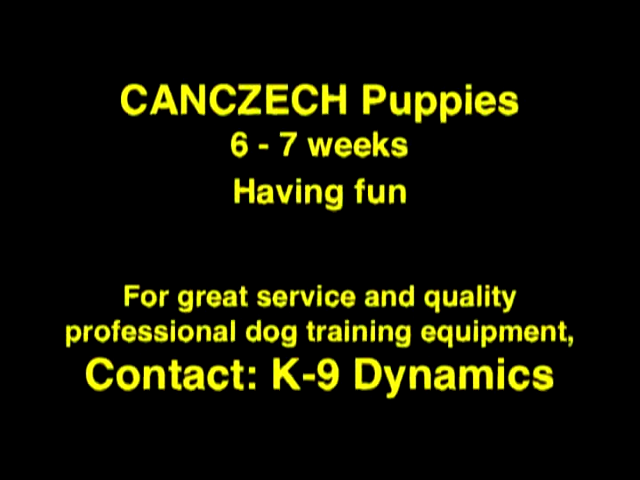 CANCZECH Puppies
6 - 7 weeks
Having fun
For great service and quality
professional dog training equipment,
Contact: K-9 Dynamics